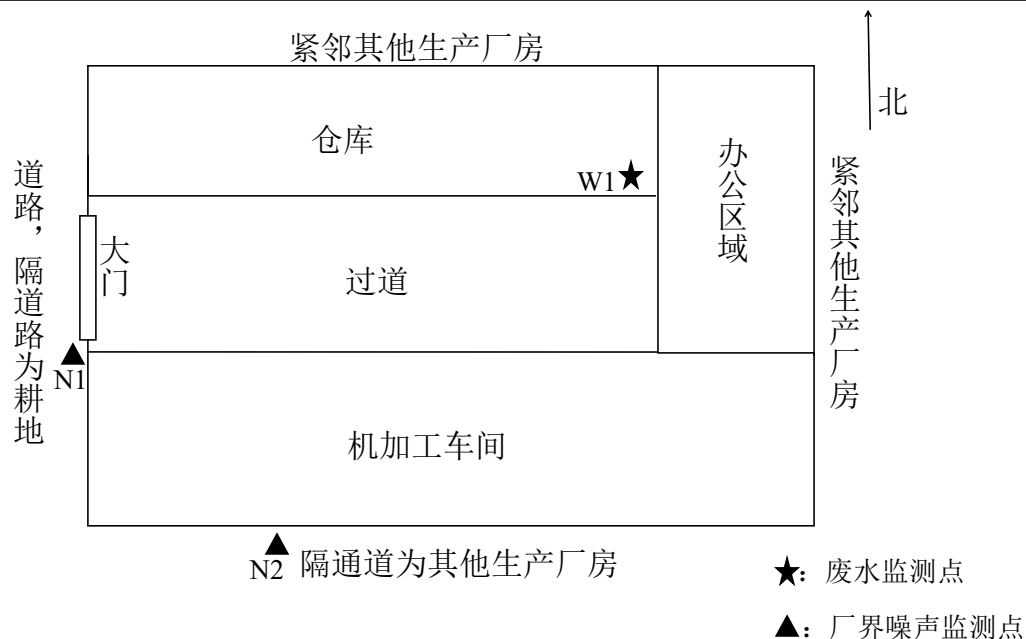 紧邻其他生产厂房
北
仓库
办公区域
W1
道路，隔道路为耕地
紧邻其他生产厂房
大门
过道
N1
机加工车间
N2
隔通道为其他生产厂房
：废水监测点
：厂界噪声监测点